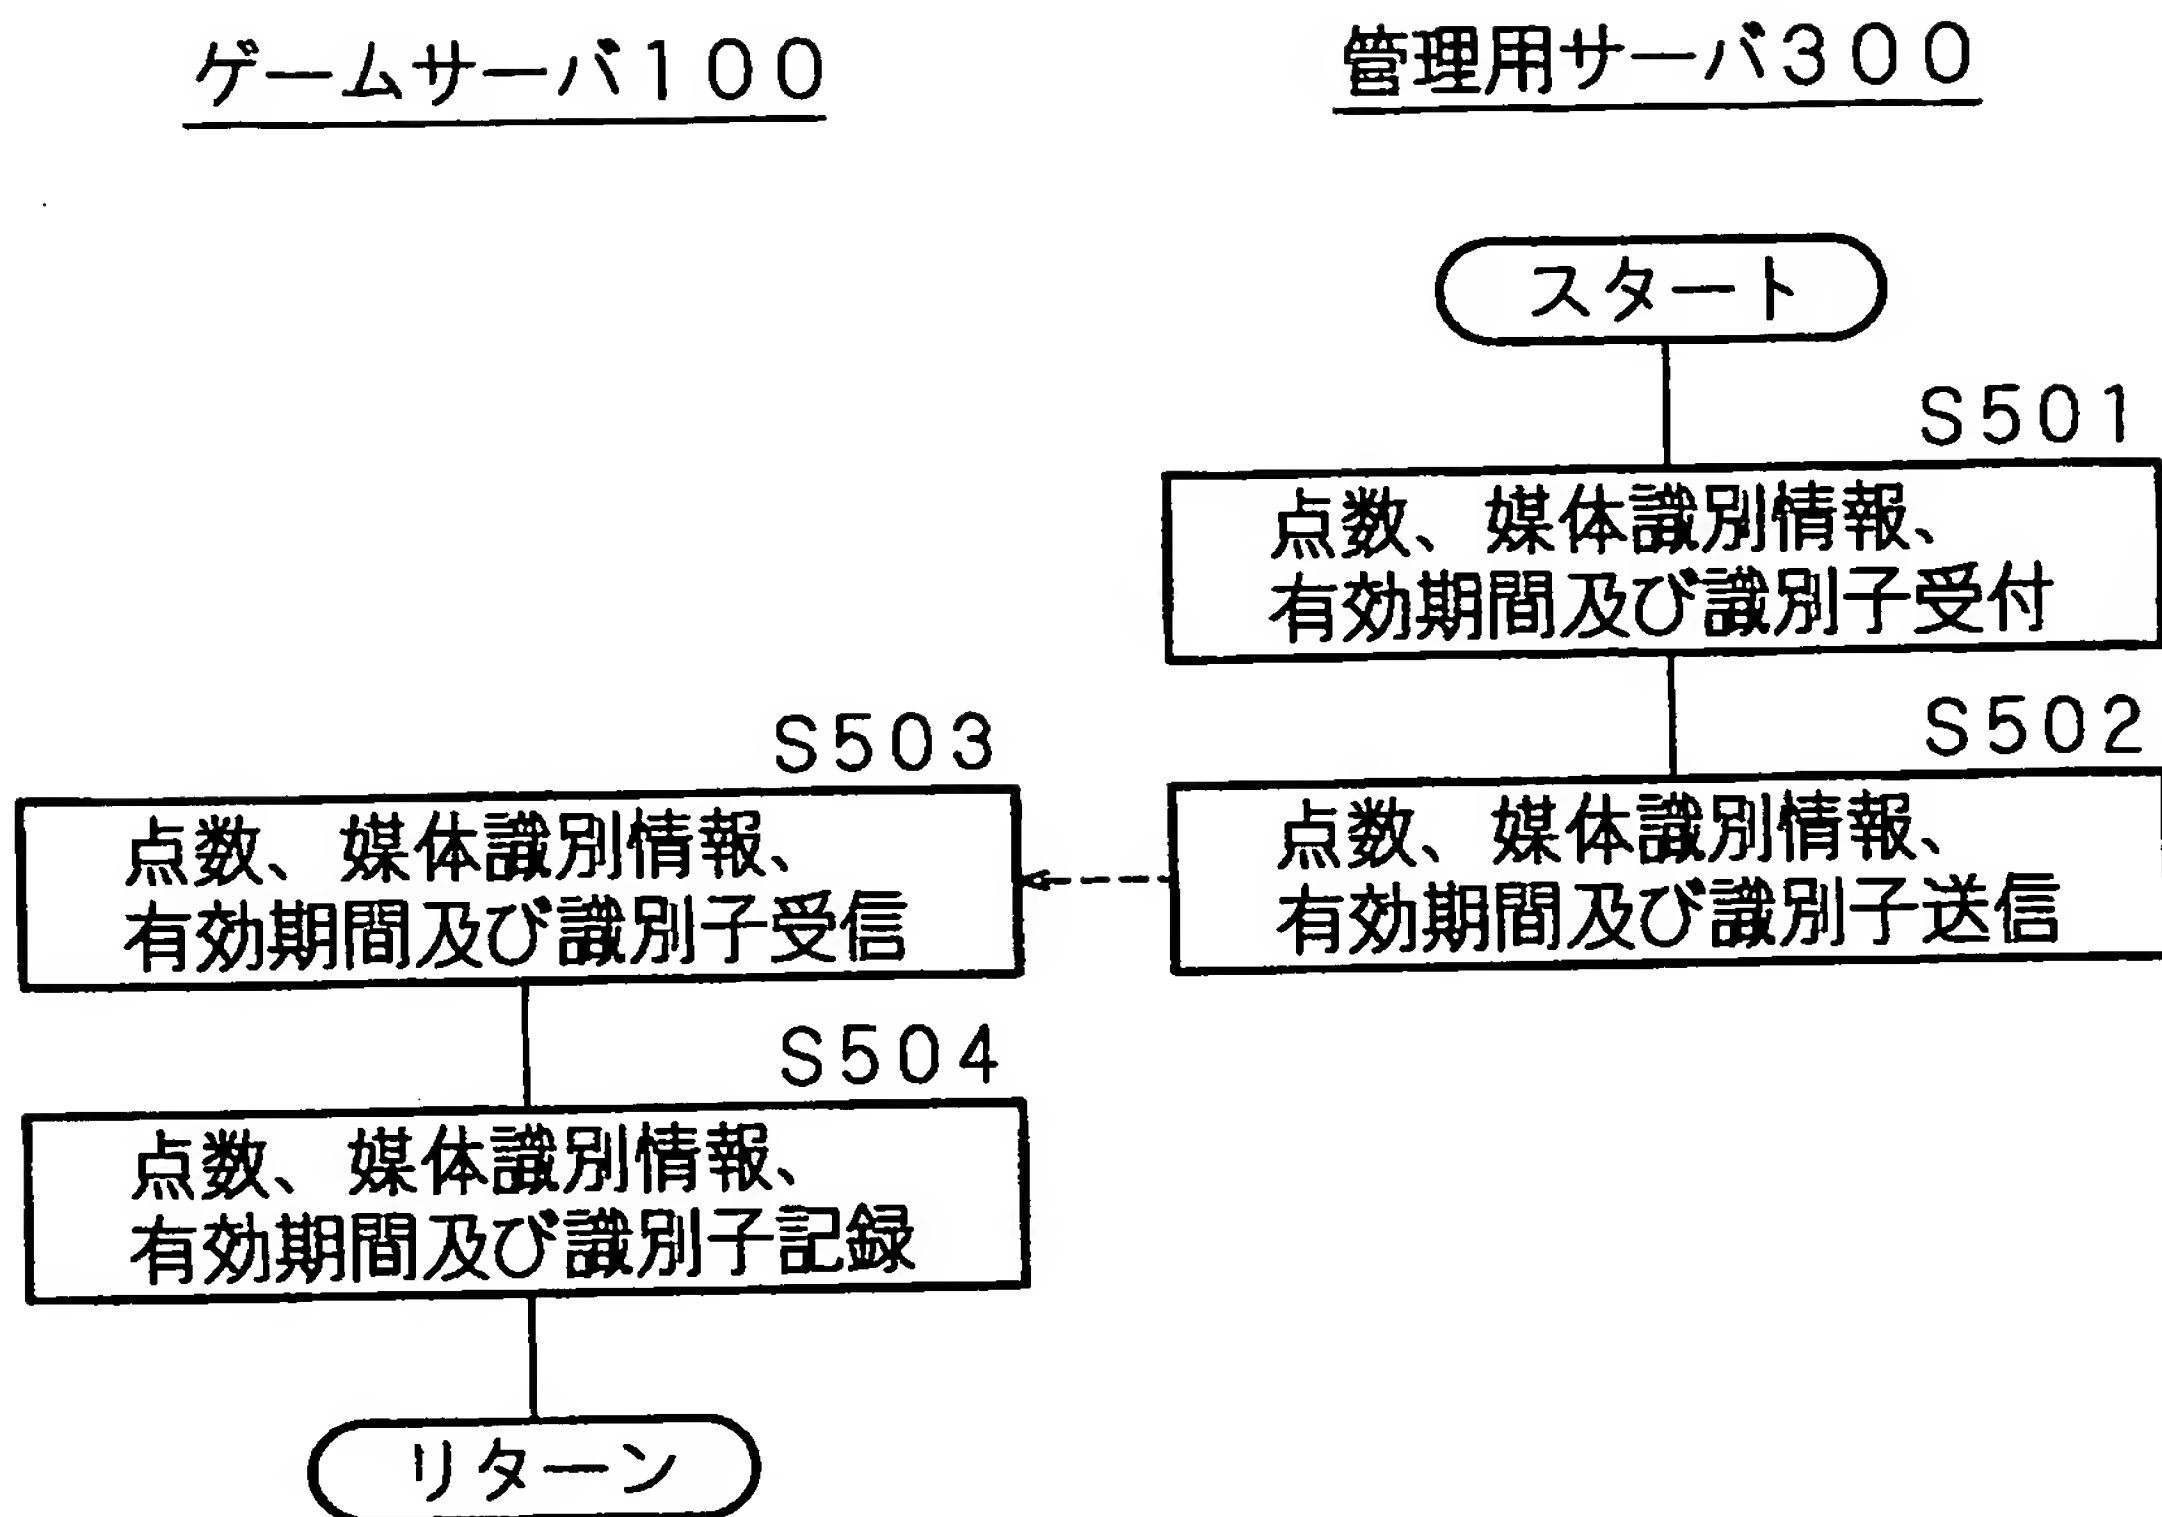 ゲームサーバ100
管理用サーバ300
スタート
S501
点数、媒体識別情報、
有効期間及び識別子受付
S502
点数、媒体識別情報、
有効期間及び識別子送信
S503
点数、媒体識別情報、
有効期間及び識別子受信
S504
点数、媒体識別情報、
有効期間及び識別子記録
リターン